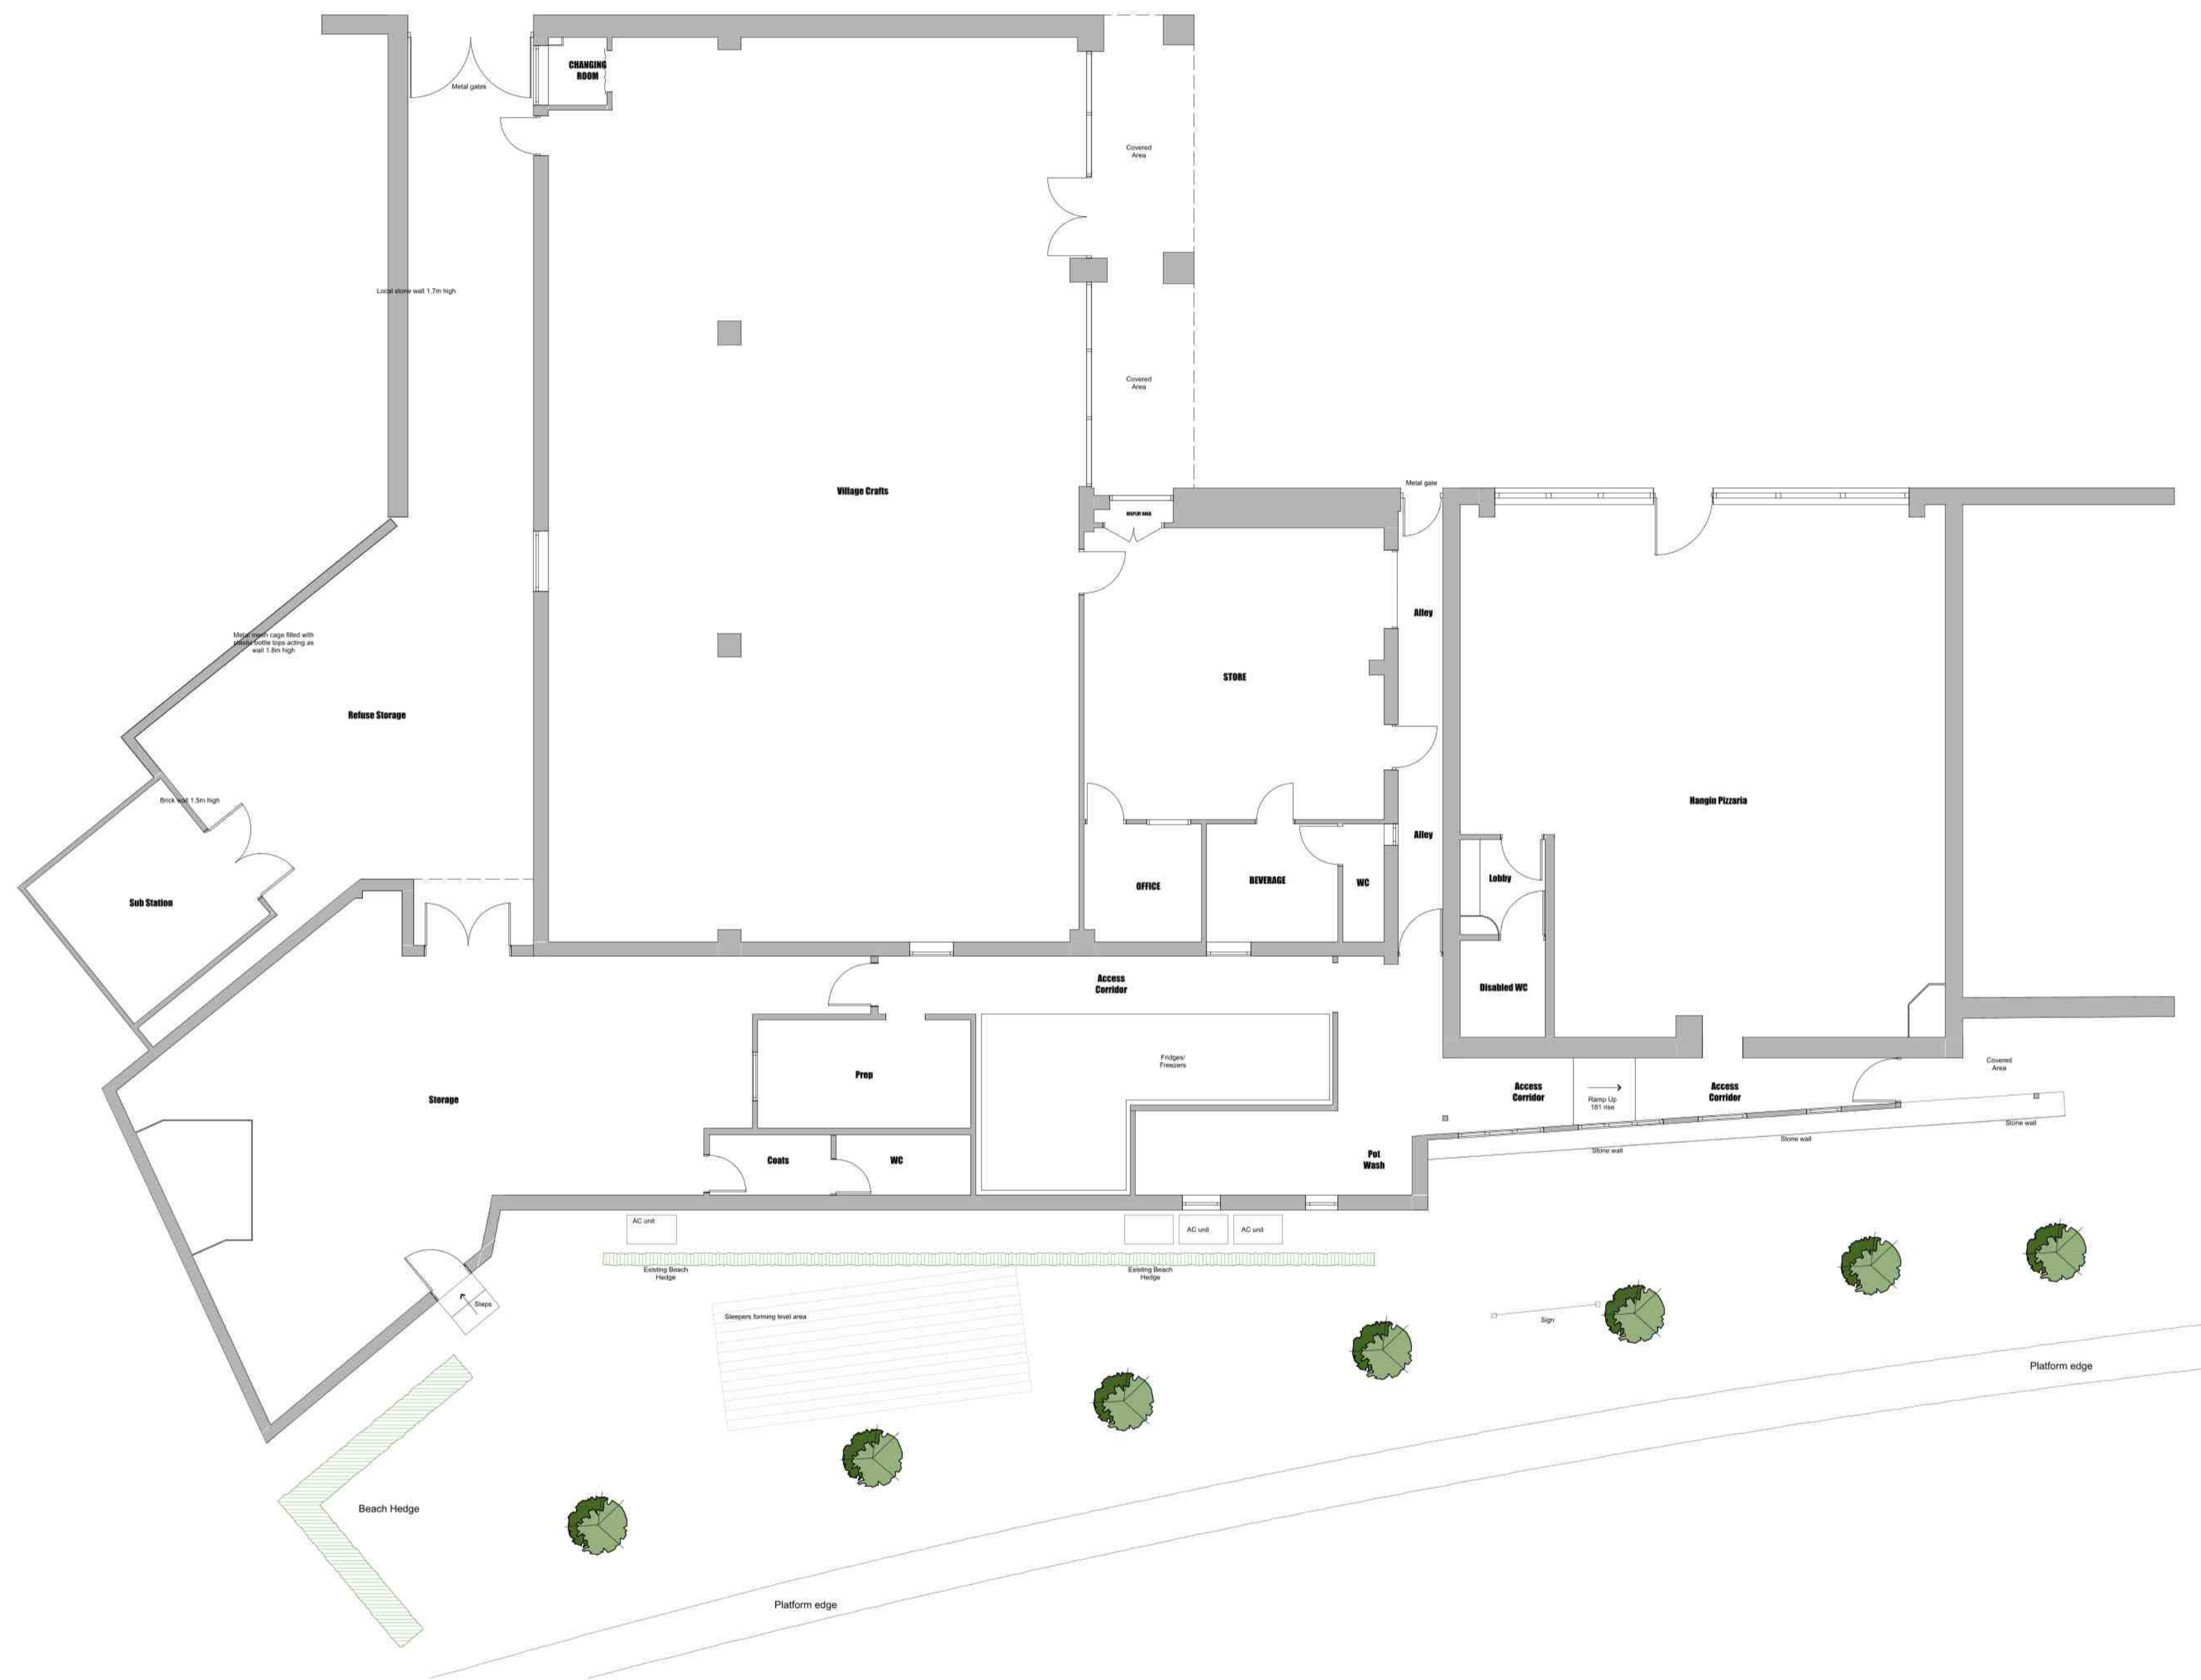 CHANGING
ROOM
Metal gates
Covered
Area
Local stone wall 1.7m high
Covered
Area
Metal gate
Village Crafts
DISPLAY AREA
Alley
Metal mesh cage filled with
plastic bottle tops acting as
wall 1.8m high
STORE
Refuse Storage
Brick wall 1.5m high
Hangin Pizzaria
Alley
Lobby
OFFICE
BEVERAGE
WC
Sub Station
Access
Corridor
Disabled WC
Fridges/
Freezers
Covered
Area
Prep
Access
Corridor
Ramp Up
181 rise
Access
Corridor
Storage
Stone wall
Stone wall
Stone wall
Coats
WC
Pot
Wash
AC unit
AC unit
AC unit
Existing Beach
Hedge
Existing Beach
Hedge
Steps
Sleepers forming level area
Sign
Platform edge
Beach Hedge
Platform edge